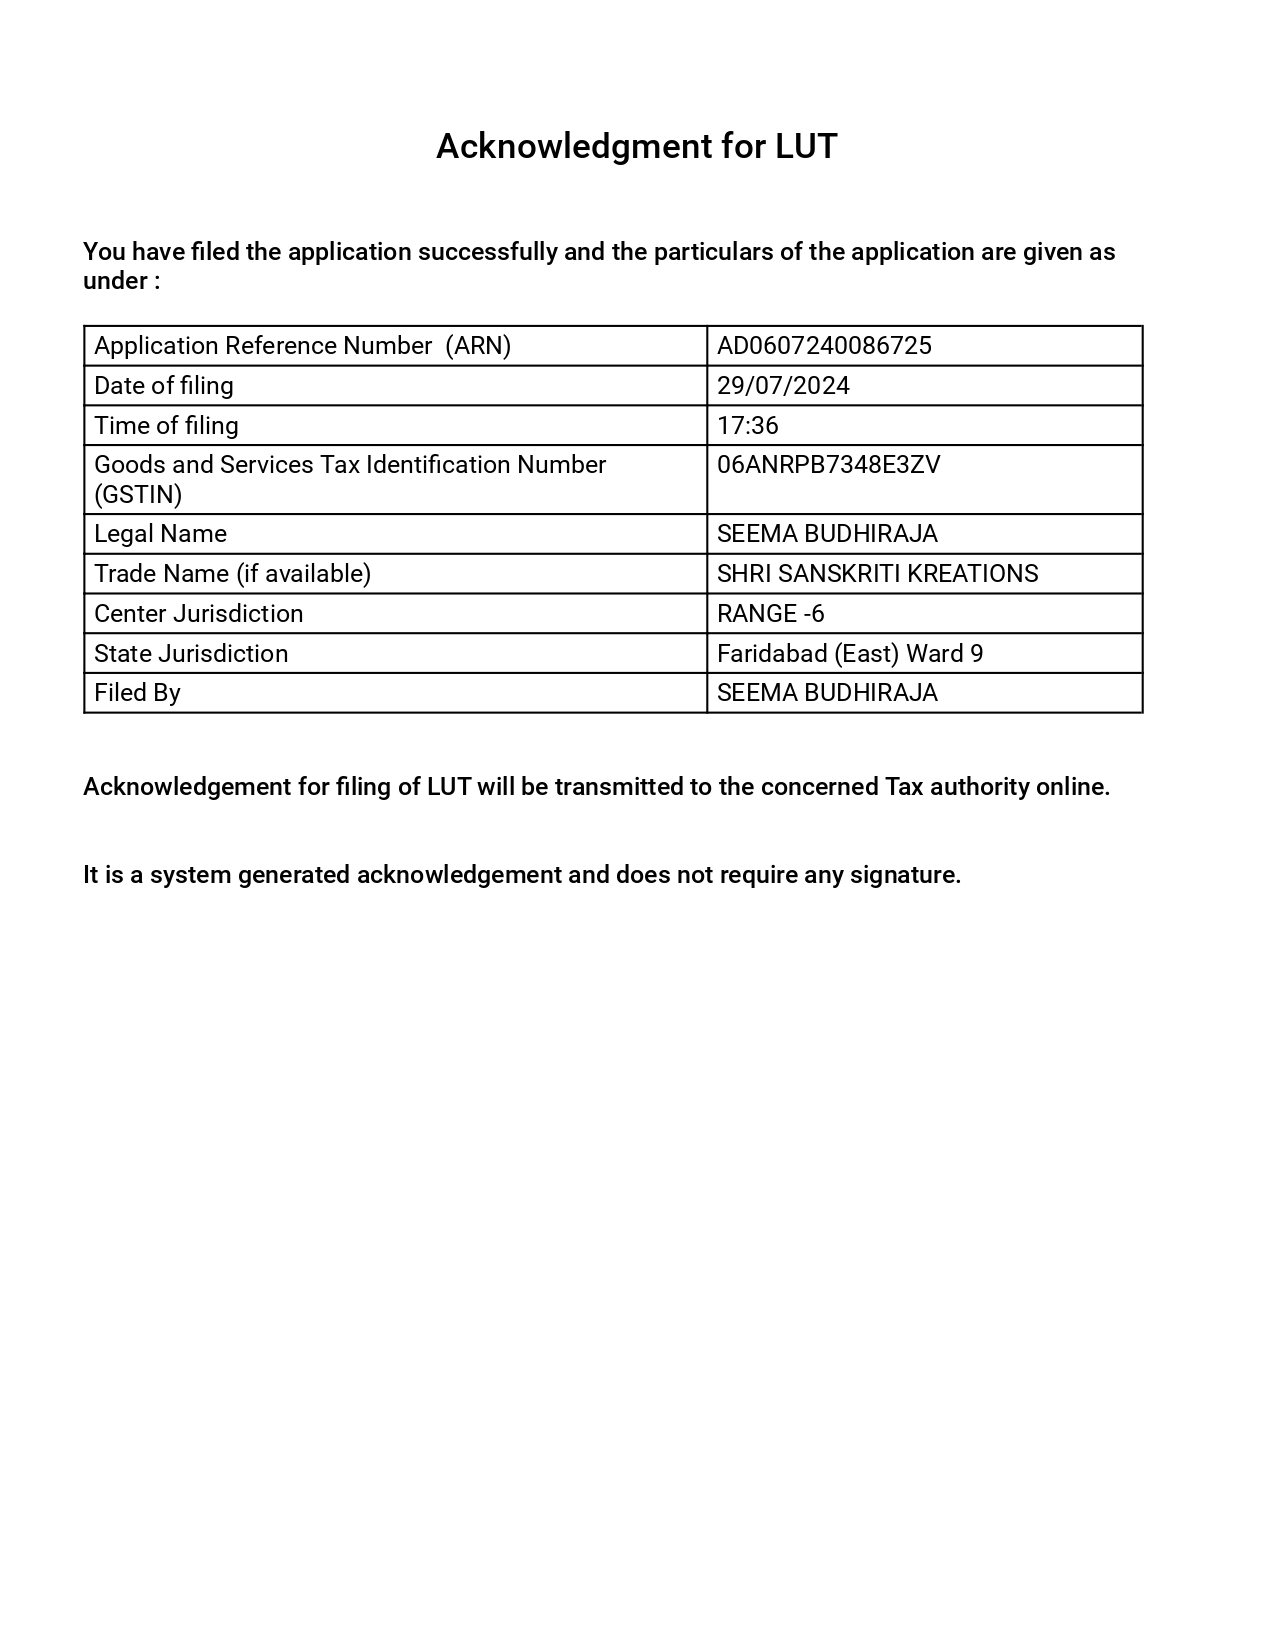 Acknowledgment for LUT
You have filed the application successfully and the particulars of the application are given as
under :
Application Reference Number  (ARN) AD0607240086725
Date of filing 29/07/2024
Time of filing 17:36
Goods and Services Tax Identification Number 06ANRPB7348E3ZV
(GSTIN)
Legal Name SEEMA BUDHIRAJA
Trade Name (if available) SHRI SANSKRITI KREATIONS
Center Jurisdiction RANGE -6
State Jurisdiction Faridabad (East) Ward 9
Filed By SEEMA BUDHIRAJA
Acknowledgement for filing of LUT will be transmitted to the concerned Tax authority online.
It is a system generated acknowledgement and does not require any signature.